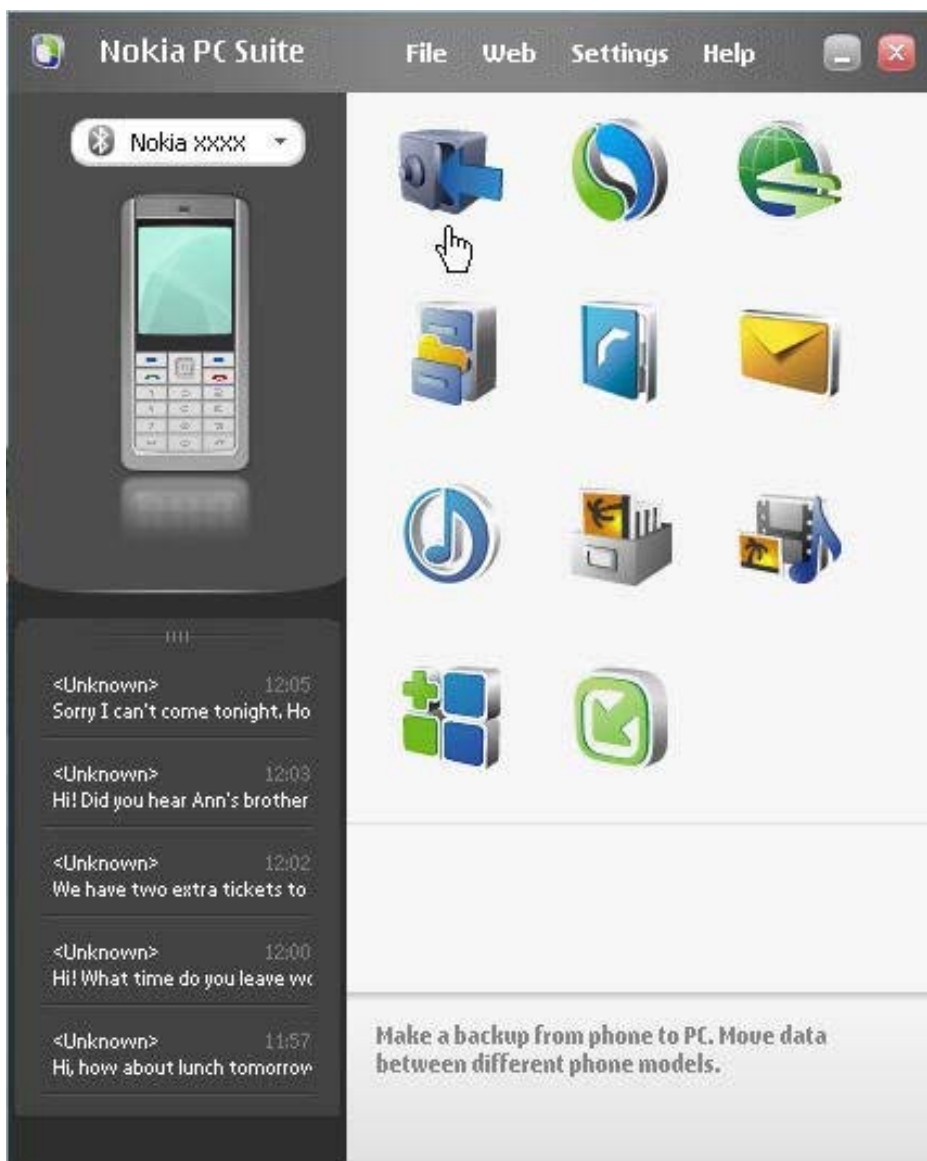 Nokia PC Suite File Web Settings Help
Nokia xxxx
<Unknown> 12:05
Sorry I can't come tonight. Ho
<Unknown> 12:03
Hi! Did you hear Ann's brother
<Unknown> 12:02
We have two extra tickets to
<Unknown> 12:00
Hi! What time do you leave
<Unknown> 11:57
Hi, how about lunch tomorrow
Make a backup from phone to PC. Move data
between different phone models.